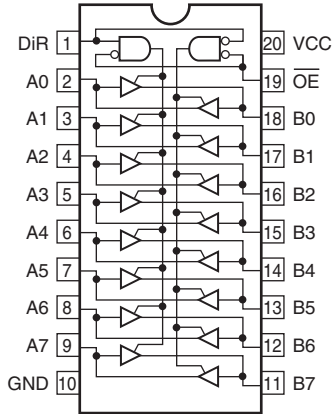 DiR 1 20 VCC
A0 2 19 OE
A1 3 18 B0
A2 4 17 B1
A3 5 16 B2
A4 6 15 B3
A5 7 14 B4
A6 8 13 B5
A7 9 12 B6
GND 10 11 B7